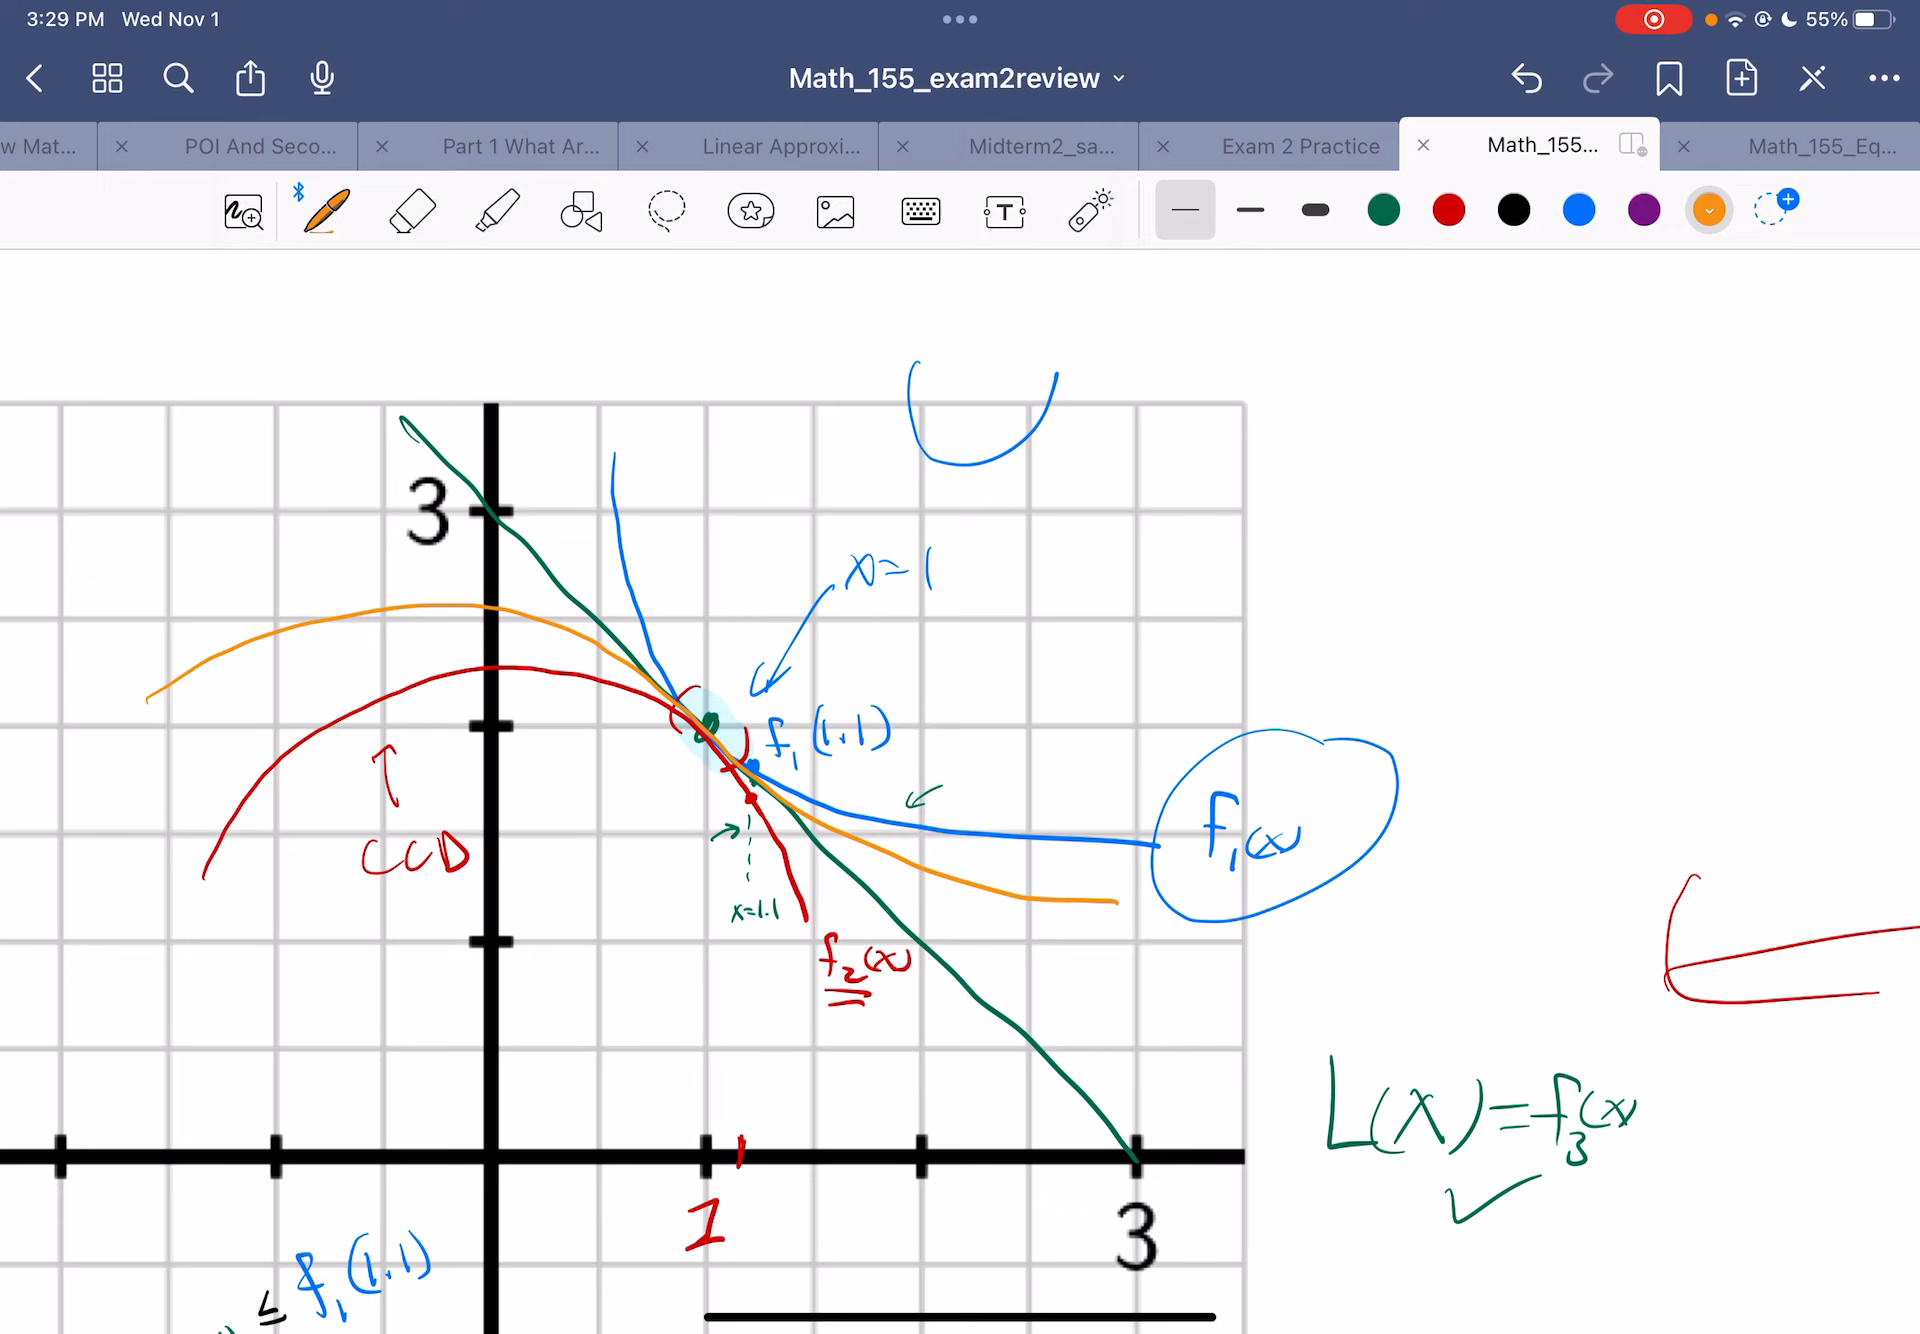 3:29 PM Wed Nov 1
55%
Math_155_exam2review
w Mat...
POI And Seco...
Part 1 What Ar...
Linear Approxi...
Midterm2_sa...
Exam 2 Practice
Math_155...
Math_155_Eq...
T
3
x=1
f₁(1.1)
f₁(x)
CCD
x=1.1
f₂(x)
L(x)=f₃(x)
1
3
≤ f₁(1.1)